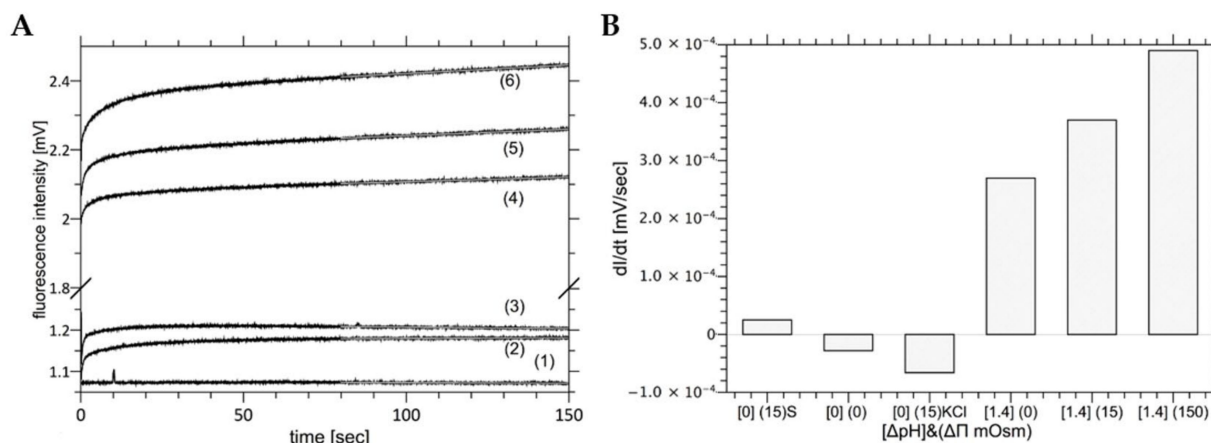 A
fluorescence intensity [mV]
2.4
2.2
2
1.8
1.2
1.1
(6)
(5)
(4)
(3)
(2)
(1)
0 50 100 150
time [sec]
B
dI/dt [mV/sec]
5.0 × 10⁻⁴
4.0 × 10⁻⁴
3.0 × 10⁻⁴
2.0 × 10⁻⁴
1.0 × 10⁻⁴
0
−1.0 × 10⁻⁴
[0] (15)S [0] (0) [0] (15)KCl [1.4] (0) [1.4] (15) [1.4] (150)
[ΔpH]&(ΔΠ mOsm)